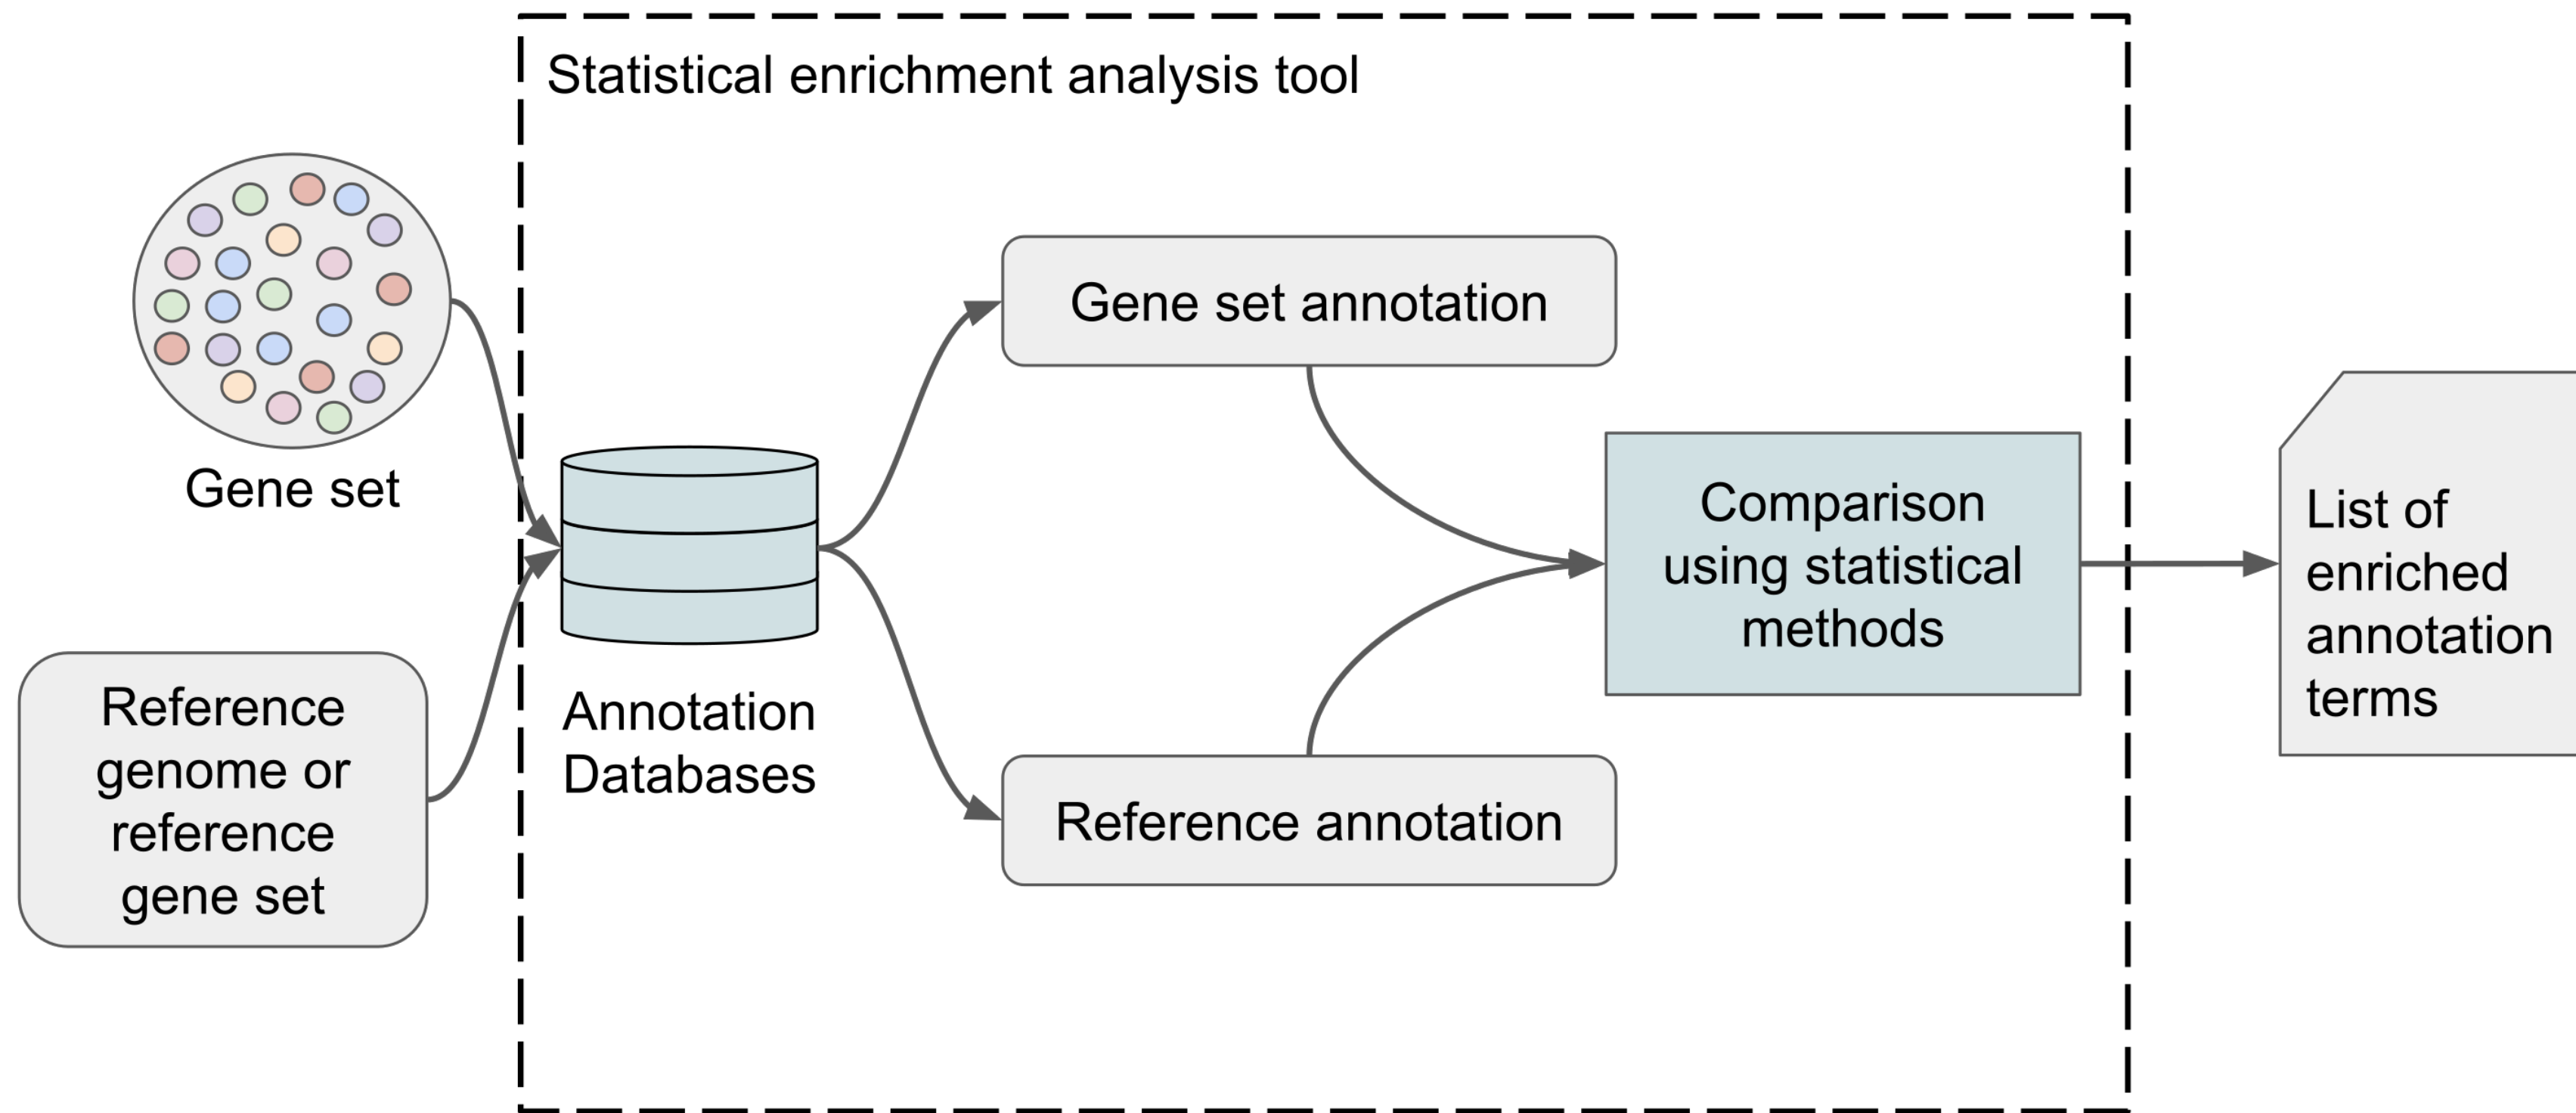 Statistical enrichment analysis tool
Gene set
Reference
genome or
reference
gene set
Annotation
Databases
Gene set annotation
Reference annotation
Comparison
using statistical
methods
List of
enriched
annotation
terms